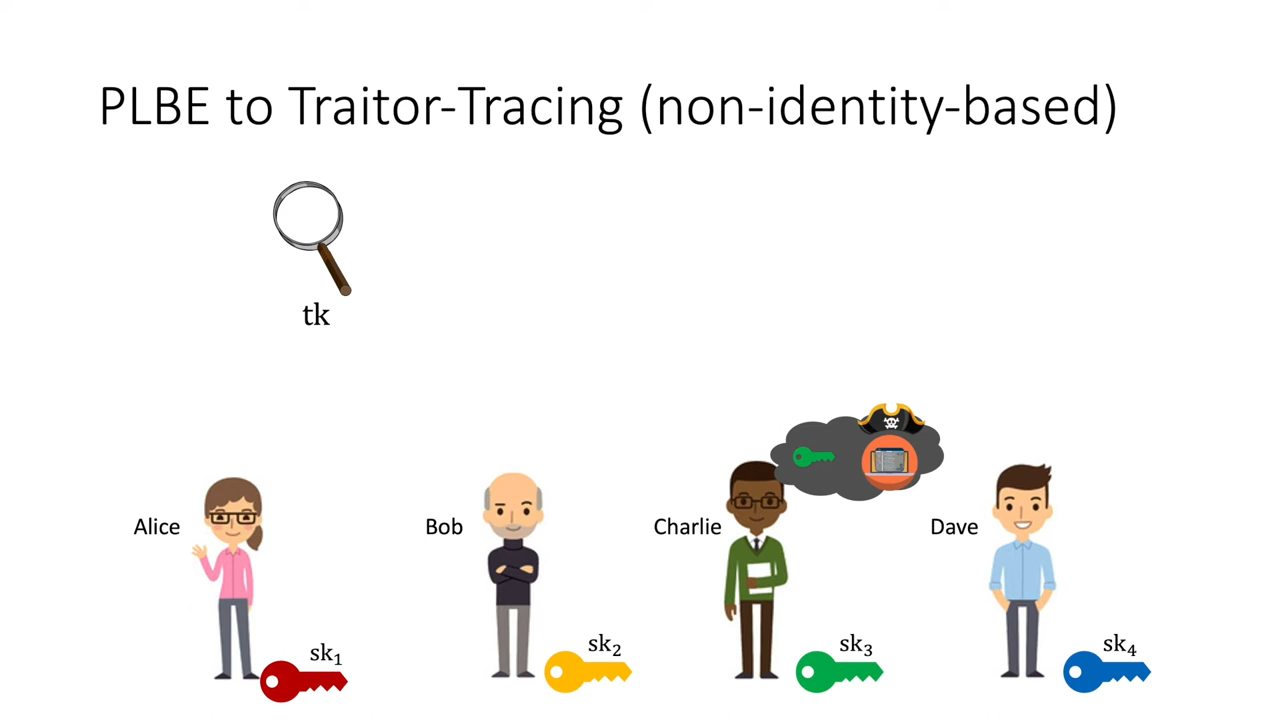 PLBE to Traitor-Tracing (non-identity-based)
tk
Alice
Bob
Charlie
Dave
sk₁
sk₂
sk₃
sk₄